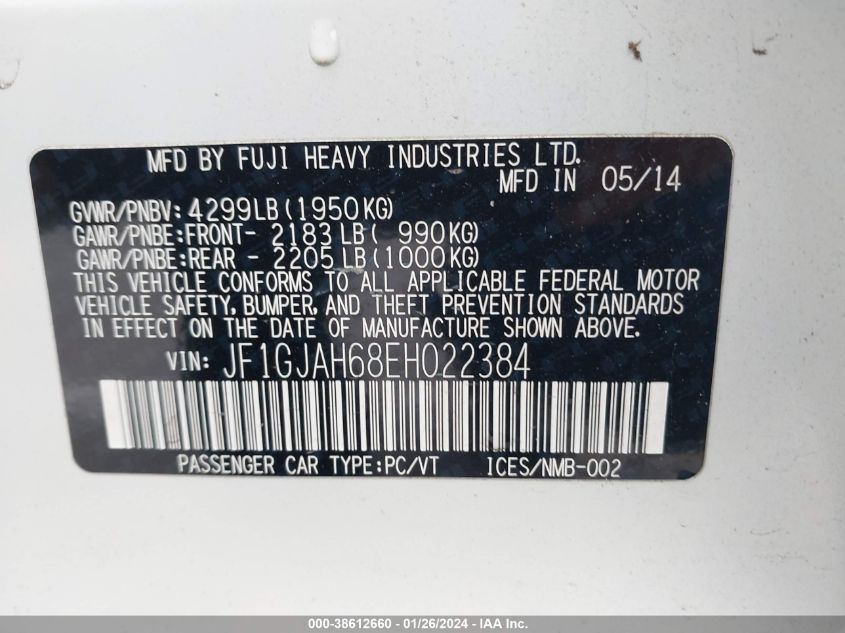 MFD BY FUJI HEAVY INDUSTRIES LTD.
MFD IN 05/14
GVWR/PNBV: 4299LB (1950KG)
GAWR/PNBE: FRONT- 2183 LB ( 990KG)
GAWR/PNBE: REAR - 2205 LB (1000KG)
THIS VEHICLE CONFORMS TO ALL APPLICABLE FEDERAL MOTOR
VEHICLE SAFETY, BUMPER, AND THEFT PREVENTION STANDARDS
IN EFFECT ON THE DATE OF MANUFACTURE SHOWN ABOVE.
VIN: JF1GJAH68EH022384
PASSENGER CAR TYPE: PC/VT ICES/NMB-002
000-38612660 - 01/26/2024 - IAAI.com